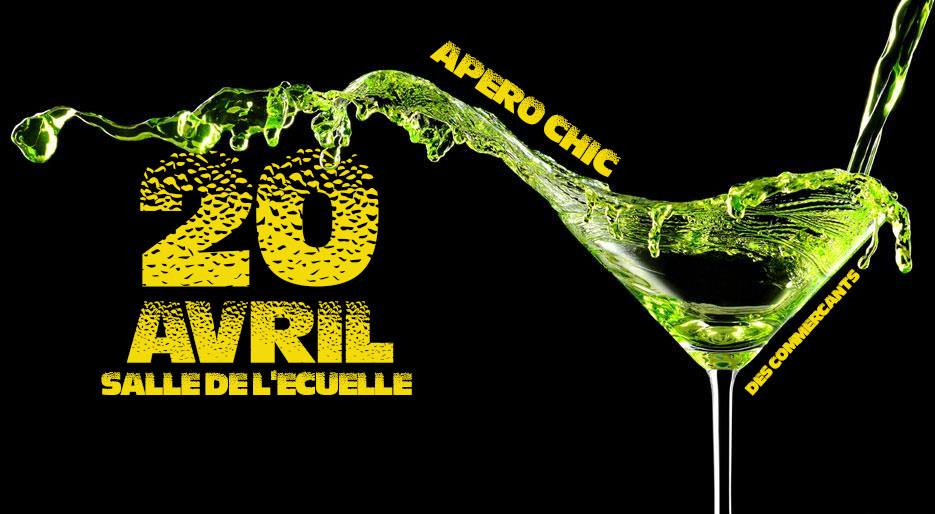 APERO CHIC
DES COMMERCANTS
20
AVRIL
SALLE DE L'ECUELLE